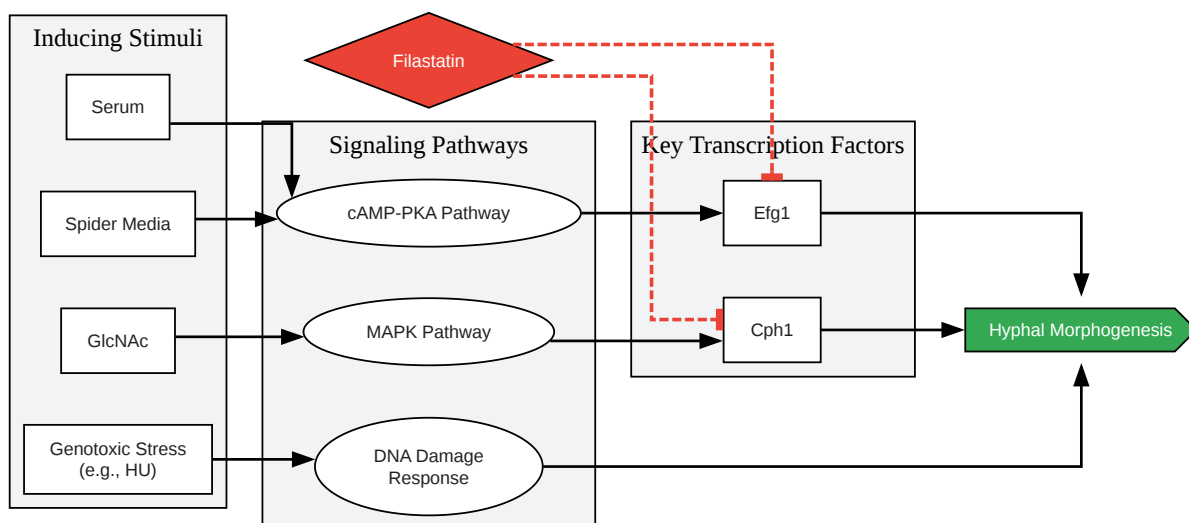 Inducing Stimuli
Serum
Spider Media
GlcNAc
Genotoxic Stress
(e.g., HU)
Filastatin
Signaling Pathways
cAMP-PKA Pathway
MAPK Pathway
DNA Damage
Response
Key Transcription Factors
Efg1
Cph1
Hyphal Morphogenesis